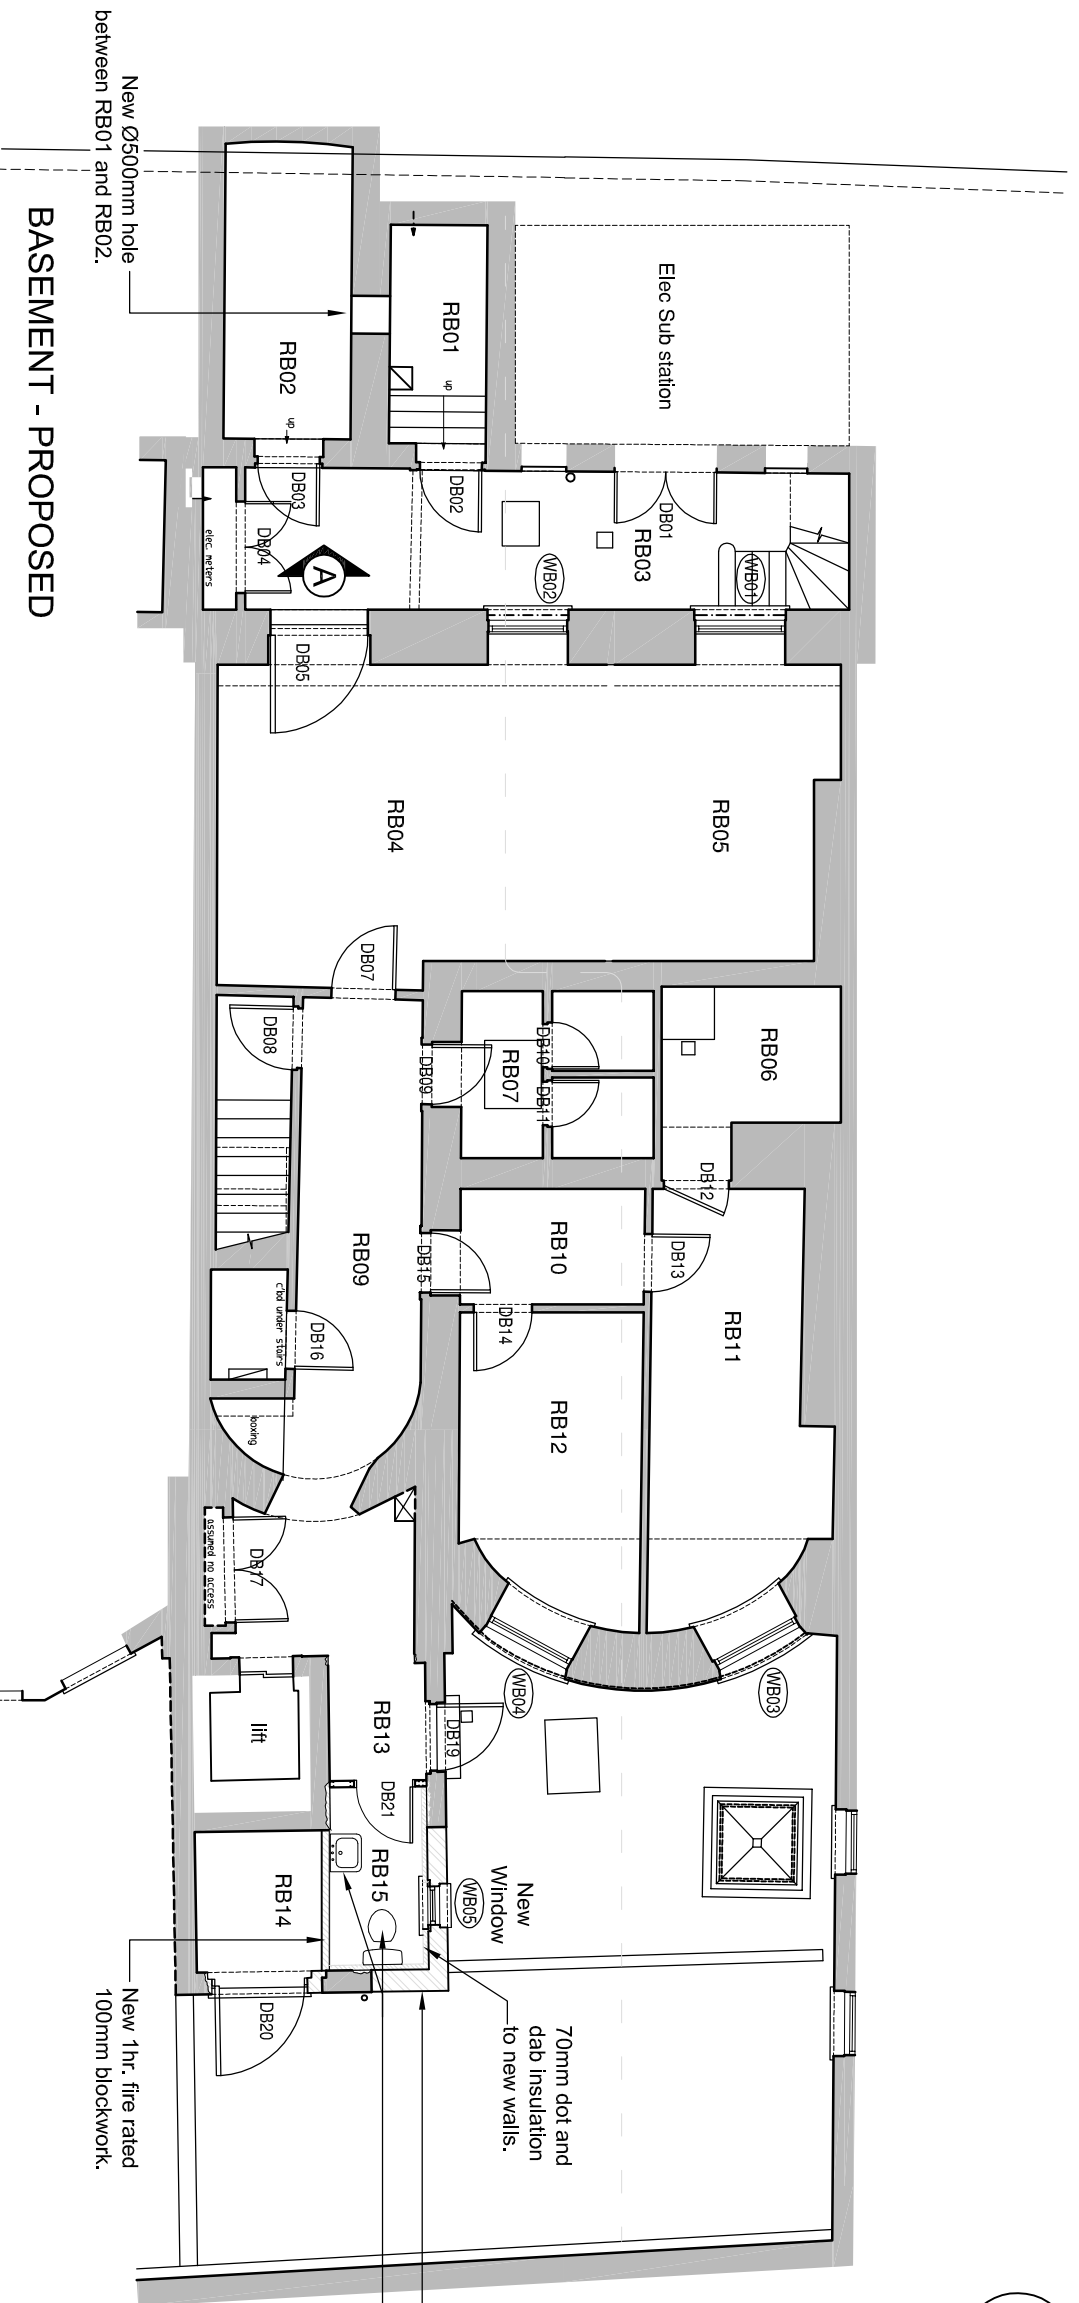 New Ø500mm hole
between RB01 and RB02.
BASEMENT - PROPOSED
Elec Sub station
RB01
up
RB02
up
DB03
DB02
DB01
RB03
WB01
WB02
DB04
elec. meters
A
DB05
RB04
RB05
DB07
DB08
DB09
DB10
RB07
DB11
RB06
DB12
RB09
DB15
RB10
DB13
DB14
RB11
RB12
c'bd under stairs
DB16
boxing
DB17
assumed no access
lift
RB13
DB19
WB04
WB03
DB21
RB15
New
Window
WB05
RB14
DB20
70mm dot and
dab insulation
to new walls.
New 1hr. fire rated
100mm blockwork.